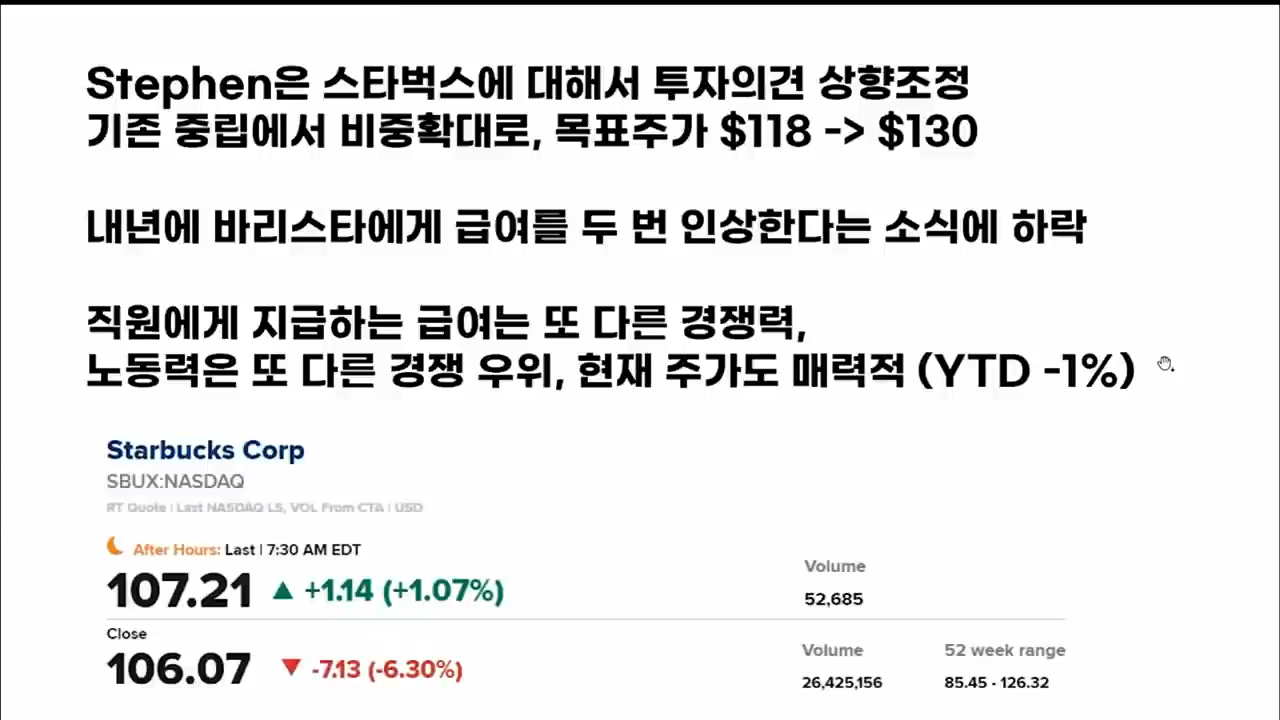 Stephen은 스타벅스에 대해서 투자의견 상향조정
기존 중립에서 비중확대로, 목표주가 $118 -> $130
내년에 바리스타에게 급여를 두 번 인상한다는 소식에 하락
직원에게 지급하는 급여는 또 다른 경쟁력,
노동력은 또 다른 경쟁 우위, 현재 주가도 매력적 (YTD -1%)
Starbucks Corp
SBUX:NASDAQ
RT Quote | Last NASDAQ LS, VOL From CTA | USD
After Hours: Last | 7:30 AM EDT
107.21 ▲ +1.14 (+1.07%)
Volume
52,685
Close
106.07 ▼ -7.13 (-6.30%)
Volume 52 week range
26,425,156 85.45 - 126.32